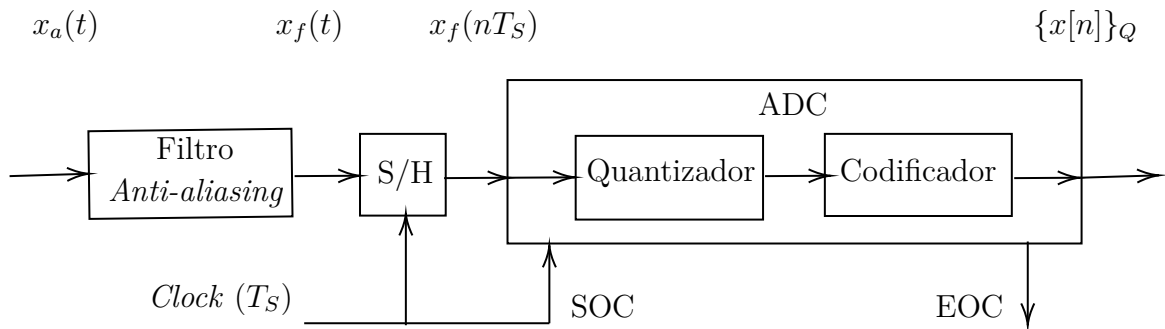 x_a(t)
x_f(t)
x_f(nT_S)
{x[n]}_Q
ADC
Filtro
Anti-aliasing
S/H
Quantizador
Codificador
Clock (T_S)
SOC
EOC